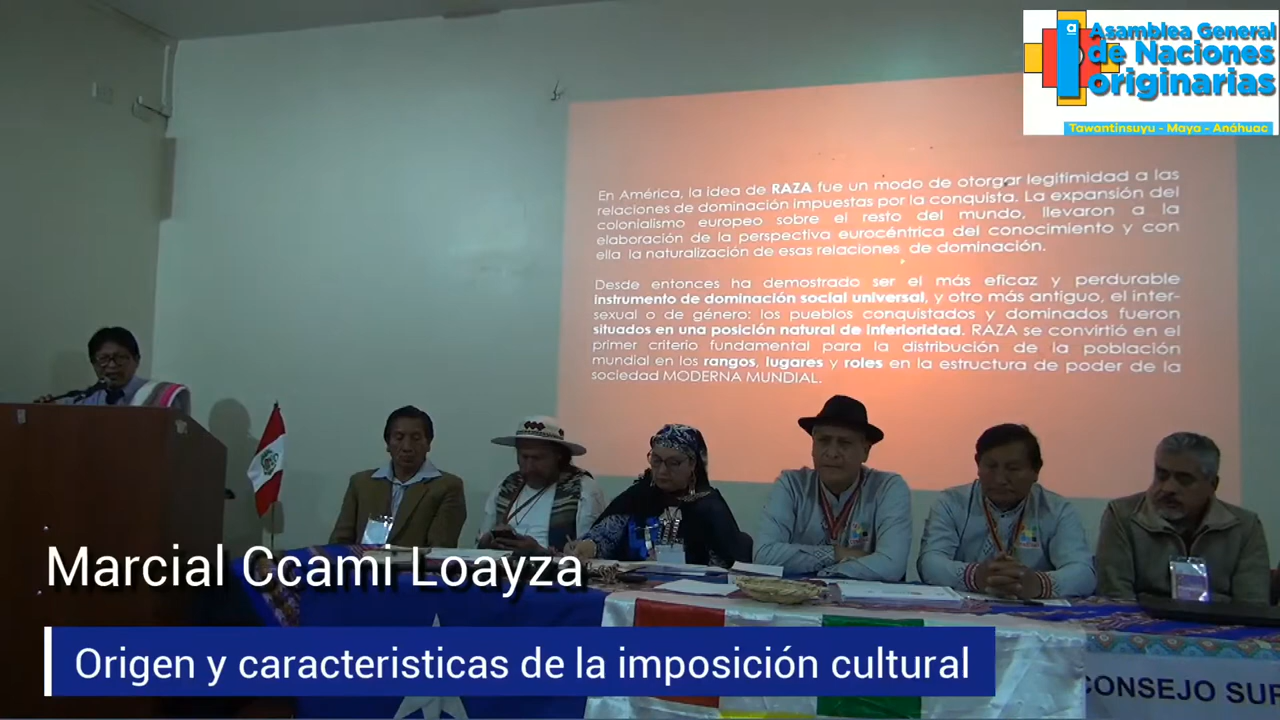 1ª Asamblea General
de Naciones
originarias
Tawantinsuyu - Maya - Anáhuac
En América, la idea de RAZA fue un modo de otorgar legitimidad a las
relaciones de dominación impuestas por la conquista. La expansión del
colonialismo europeo sobre el resto del mundo, llevaron a la
elaboración de la perspectiva eurocéntrica del conocimiento y con
ella la naturalización de esas relaciones de dominación.
Desde entonces ha demostrado ser el más eficaz y perdurable
instrumento de dominación social universal, y otro más antiguo, el inter-
sexual o de género: los pueblos conquistados y dominados fueron
situados en una posición natural de inferioridad. RAZA se convirtió en el
primer criterio fundamental para la distribución de la población
mundial en los rangos, lugares y roles en la estructura de poder de la
sociedad MODERNA MUNDIAL.
Marcial Ccami Loayza
Origen y caracteristicas de la imposición cultural
CONSEJO SUP